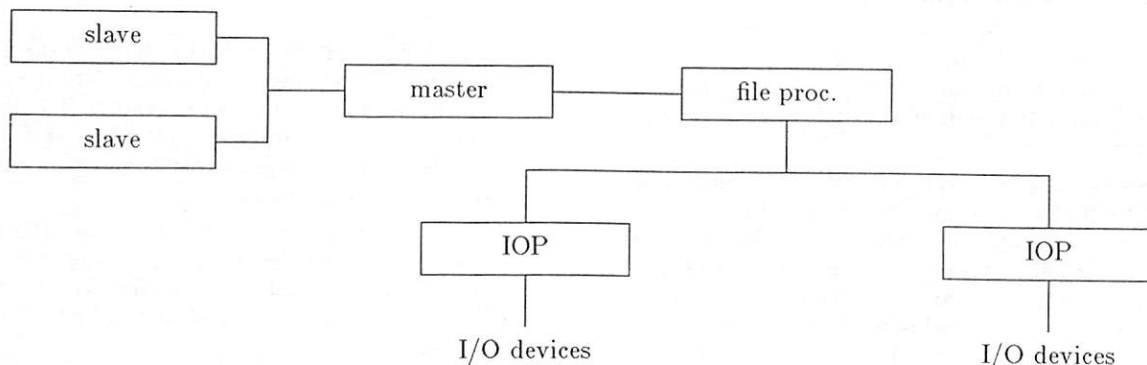 slave
master
file proc.
slave
IOP
IOP
I/O devices
I/O devices